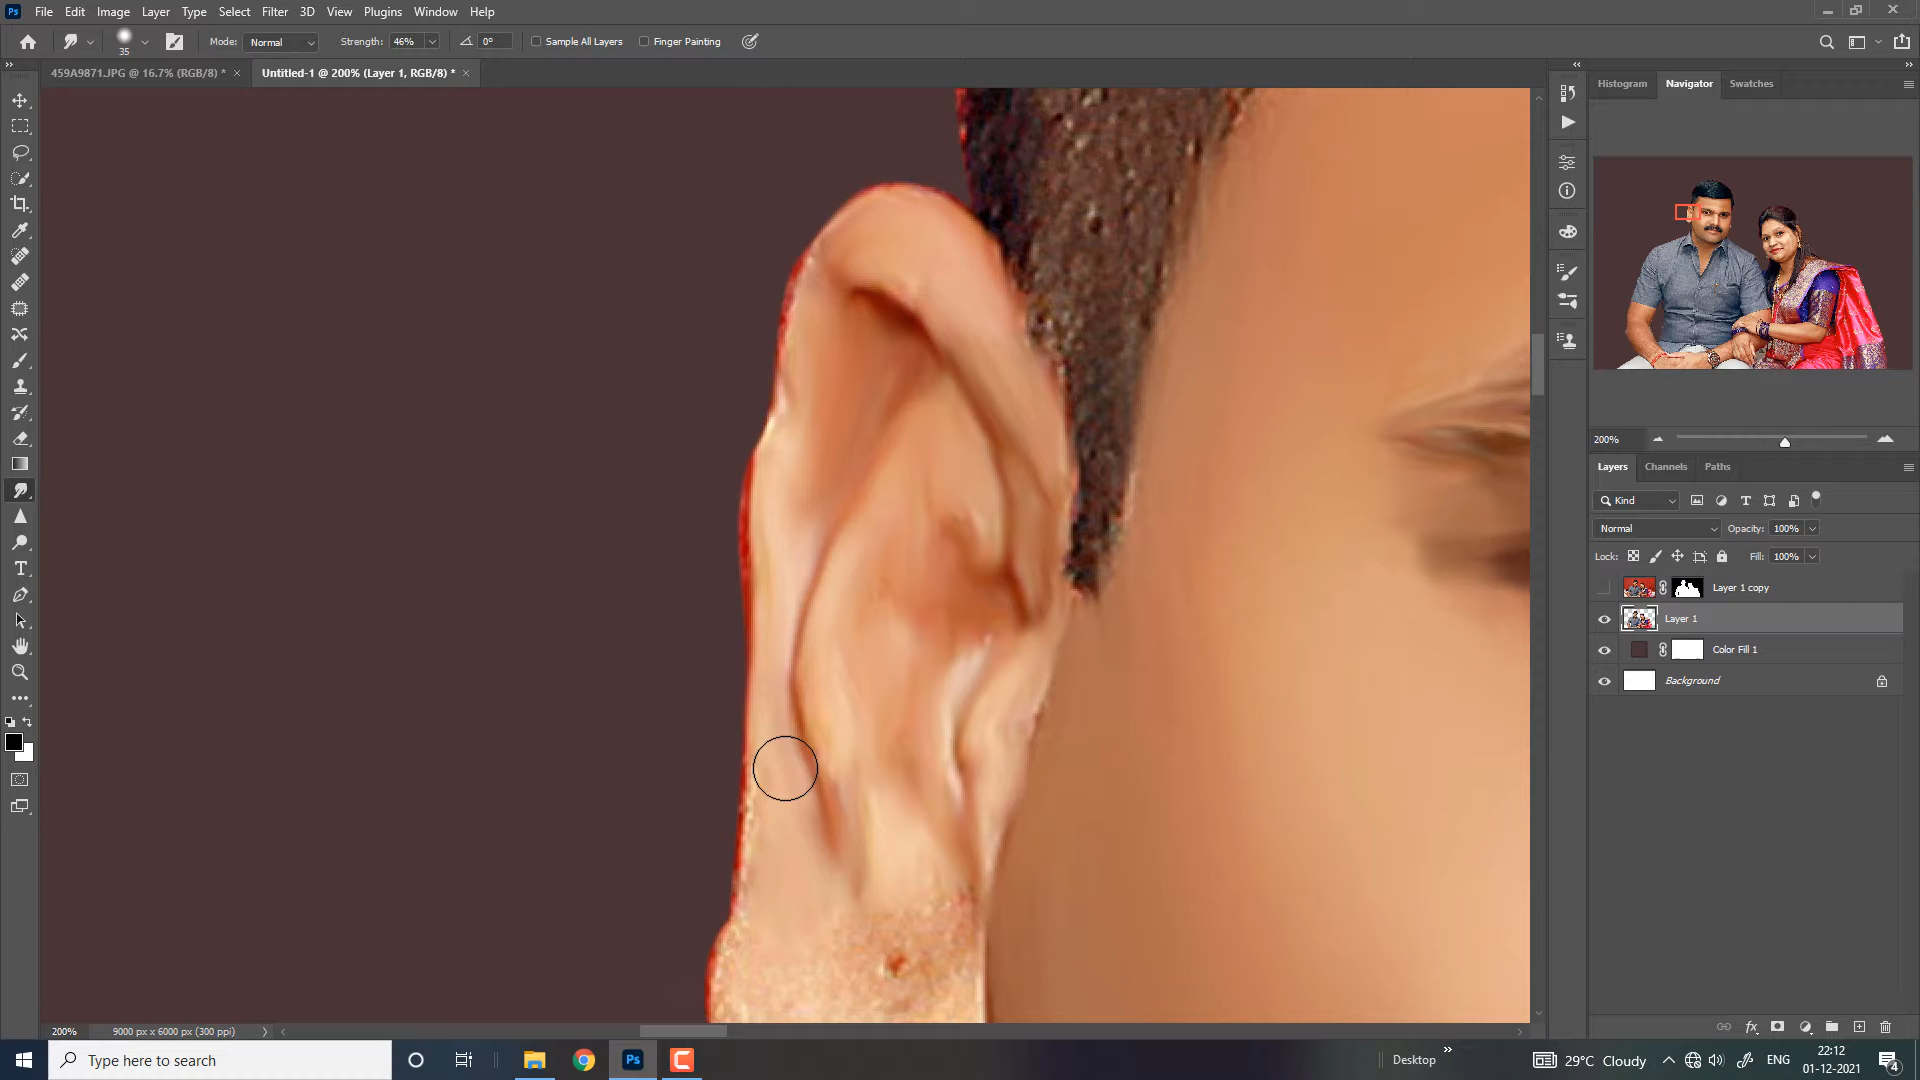 Ps File Edit Image Layer Type Select Filter 3D View Plugins Window Help
35 Mode: Normal Strength: 46% 0° Sample All Layers Finger Painting
459A9871.JPG @ 16.7% (RGB/8) * × Untitled-1 @ 200% (Layer 1, RGB/8) * ×
Histogram Navigator Swatches
200%
Layers Channels Paths
Kind
Normal Opacity: 100%
Lock: Fill: 100%
Layer 1 copy
Layer 1
Color Fill 1
Background
200% 9000 px x 6000 px (300 ppi)
Type here to search
Ps
Desktop
29°C Cloudy
ENG
22:12
01-12-2021
4